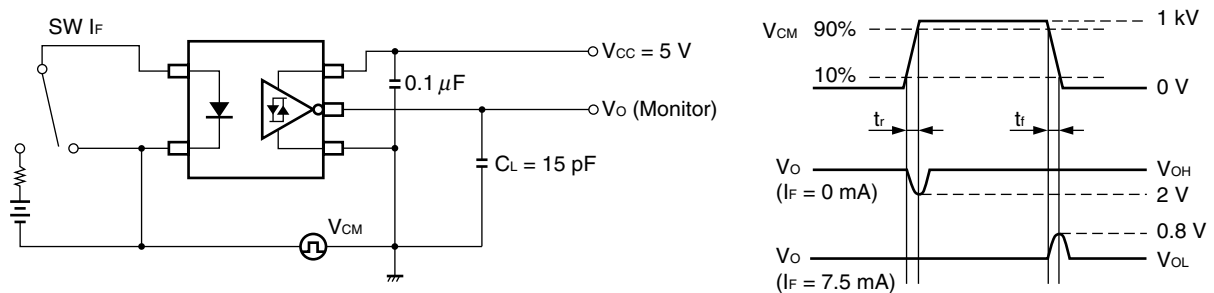 SW IF
VCC = 5 V
0.1 μF
VO (Monitor)
CL = 15 pF
VCM
VCM 90%
10%
1 kV
0 V
tr
tf
VO
(IF = 0 mA)
VOH
2 V
0.8 V
VO
(IF = 7.5 mA)
VOL